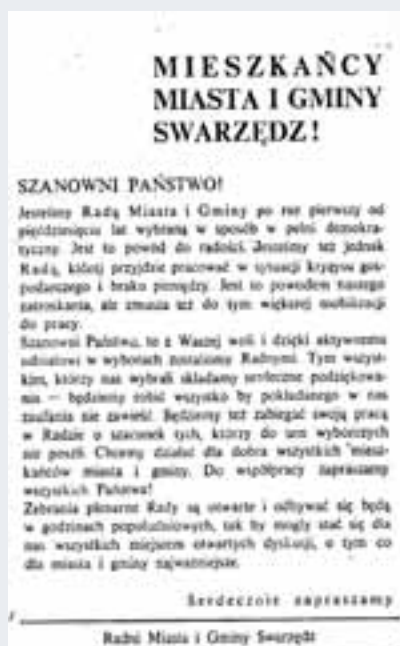 MIESZKAŃCY
MIASTA I GMINY
SWARZĘDZ!
SZANOWNI PAŃSTWO!
Jesteśmy Radą Miasta i Gminy po raz pierwszy od
pięćdziesięciu lat wybraną w sposób w pełni demokra-
tyczny. Jest to powód do radości. Jesteśmy też jednak
Radą, której przyjdzie pracować w sytuacji kryzysu gos-
podarczego i braku pieniędzy. Jest to powodem naszego
zatroskania, ale zmusza też do tym większej mobilizacji
do pracy.
Szanowni Państwo, to z Waszej woli i dzięki aktywnemu
udziałowi w wyborach zostaliśmy Radnymi. Tym wszyst-
kim, którzy nas wybrali składamy serdeczne podziękowa-
nia — będziemy robić wszystko by pokładanego w nas
zaufania nie zawieść. Będziemy też zabiegać swoją pracą
w Radzie o szacunek tych, którzy do urn wyborczych
nie poszli. Chcemy działać dla dobra wszystkich miesz-
kańców miasta i gminy. Do współpracy zapraszamy
wszystkich Państwa!
Zebrania plenarne Rady są otwarte i odbywać się będą
w godzinach popołudniowych, tak by mogły stać się dla
nas wszystkich miejscem otwartych dyskusji, o tym co
dla miasta i gminy najważniejsze.
Serdecznie zapraszamy
Radni Miasta i Gminy Swarzędz